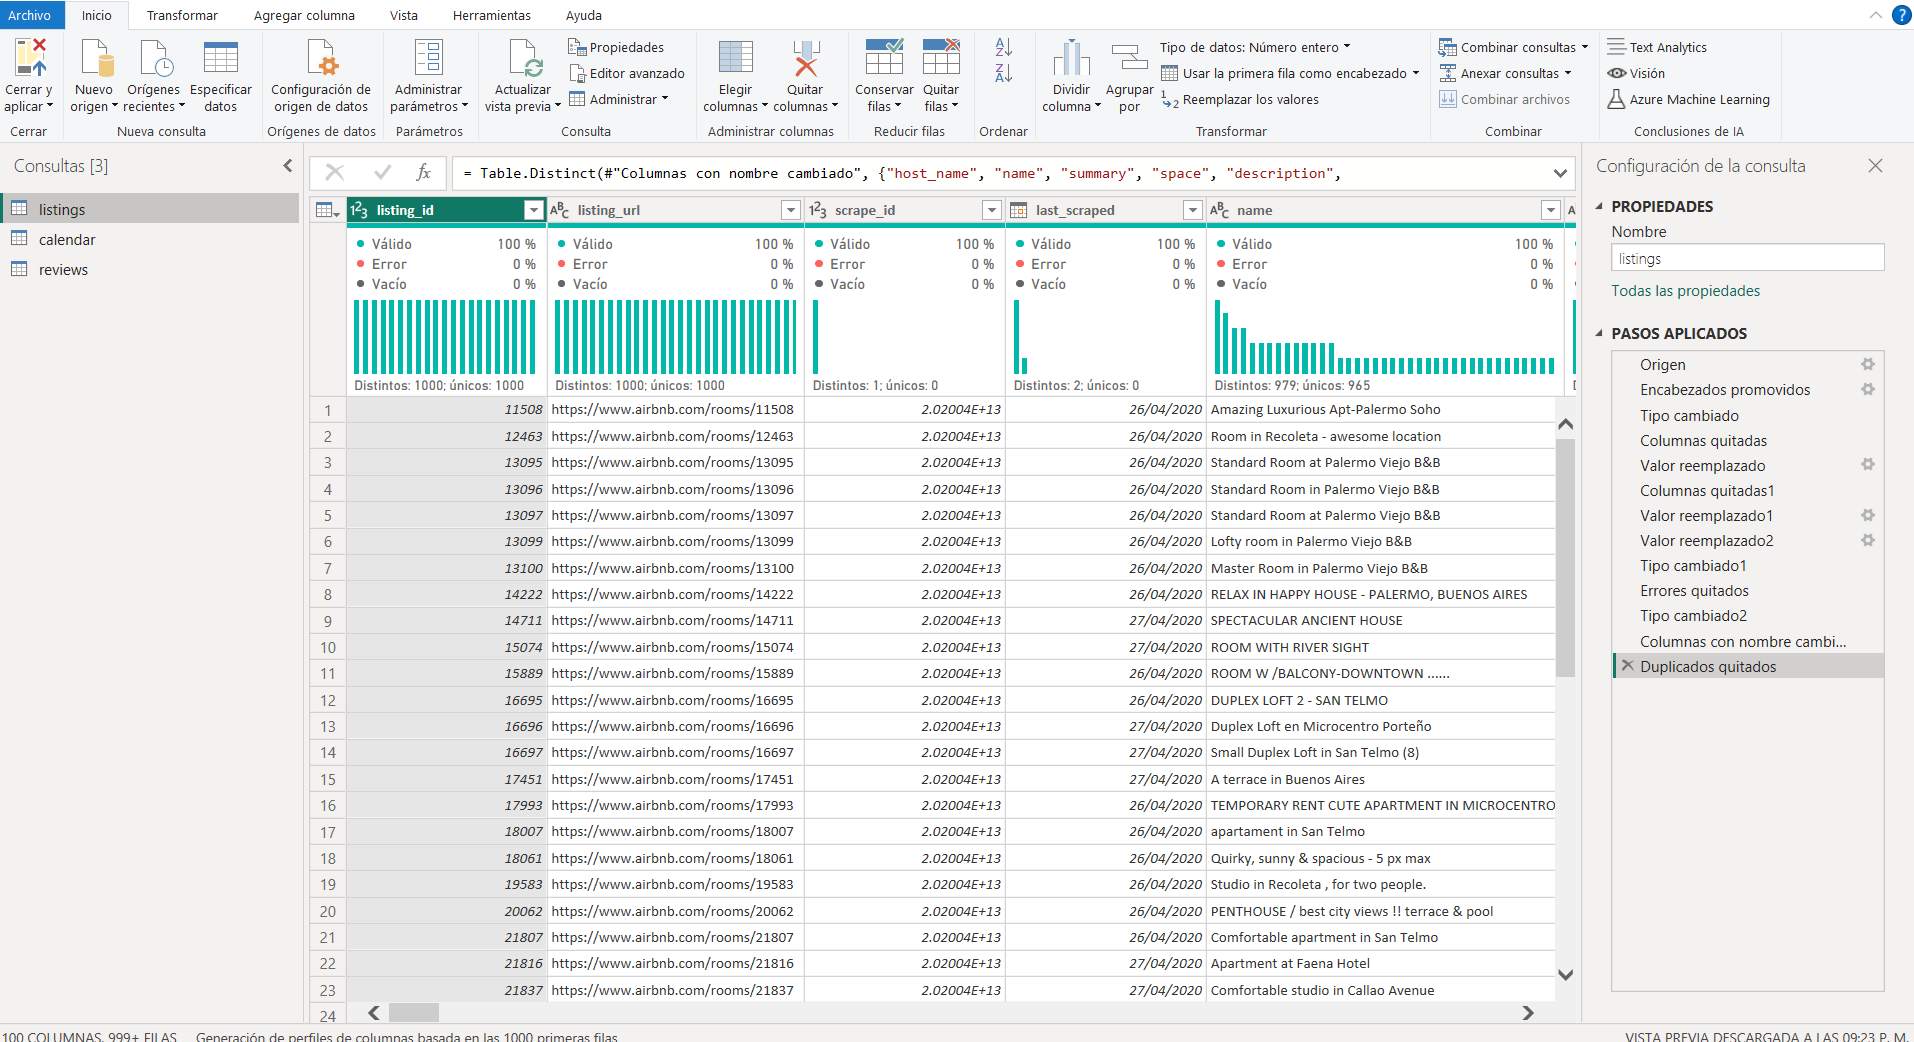 Archivo Inicio Transformar Agregar columna Vista Herramientas Ayuda
Cerrar y aplicar
Cerrar
Nuevo origen
Orígenes recientes
Especificar datos
Nueva consulta
Configuración de origen de datos
Orígenes de datos
Administrar parámetros
Parámetros
Actualizar vista previa
Propiedades
Editor avanzado
Administrar
Consulta
Elegir columnas
Quitar columnas
Administrar columnas
Conservar filas
Quitar filas
Reducir filas
Ordenar
Dividir columna
Agrupar por
Tipo de datos: Número entero
Usar la primera fila como encabezado
Reemplazar los valores
Transformar
Combinar consultas
Anexar consultas
Combinar archivos
Combinar
Text Analytics
Visión
Azure Machine Learning
Conclusiones de IA
Consultas [3]
listings
calendar
reviews
fx = Table.Distinct(#"Columnas con nombre cambiado", {"host_name", "name", "summary", "space", "description",
listing_id listing_url scrape_id last_scraped name
Válido 100 % Válido 100 % Válido 100 % Válido 100 % Válido 100 %
Error 0 % Error 0 % Error 0 % Error 0 % Error 0 %
Vacío 0 % Vacío 0 % Vacío 0 % Vacío 0 % Vacío 0 %
Distintos: 1000; únicos: 1000 Distintos: 1000; únicos: 1000 Distintos: 1; únicos: 0 Distintos: 2; únicos: 0 Distintos: 979; únicos: 965
1 11508 https://www.airbnb.com/rooms/11508 2.02004E+13 26/04/2020 Amazing Luxurious Apt-Palermo Soho
2 12463 https://www.airbnb.com/rooms/12463 2.02004E+13 26/04/2020 Room in Recoleta - awesome location
3 13095 https://www.airbnb.com/rooms/13095 2.02004E+13 26/04/2020 Standard Room at Palermo Viejo B&B
4 13096 https://www.airbnb.com/rooms/13096 2.02004E+13 26/04/2020 Standard Room in Palermo Viejo B&B
5 13097 https://www.airbnb.com/rooms/13097 2.02004E+13 26/04/2020 Standard Room at Palermo Viejo B&B
6 13099 https://www.airbnb.com/rooms/13099 2.02004E+13 26/04/2020 Lofty room in Palermo Viejo B&B
7 13100 https://www.airbnb.com/rooms/13100 2.02004E+13 26/04/2020 Master Room in Palermo Viejo B&B
8 14222 https://www.airbnb.com/rooms/14222 2.02004E+13 26/04/2020 RELAX IN HAPPY HOUSE - PALERMO, BUENOS AIRES
9 14711 https://www.airbnb.com/rooms/14711 2.02004E+13 27/04/2020 SPECTACULAR ANCIENT HOUSE
10 15074 https://www.airbnb.com/rooms/15074 2.02004E+13 27/04/2020 ROOM WITH RIVER SIGHT
11 15889 https://www.airbnb.com/rooms/15889 2.02004E+13 26/04/2020 ROOM W /BALCONY-DOWNTOWN ......
12 16695 https://www.airbnb.com/rooms/16695 2.02004E+13 26/04/2020 DUPLEX LOFT 2 - SAN TELMO
13 16696 https://www.airbnb.com/rooms/16696 2.02004E+13 27/04/2020 Duplex Loft en Microcentro Porteño
14 16697 https://www.airbnb.com/rooms/16697 2.02004E+13 27/04/2020 Small Duplex Loft in San Telmo (8)
15 17451 https://www.airbnb.com/rooms/17451 2.02004E+13 27/04/2020 A terrace in Buenos Aires
16 17993 https://www.airbnb.com/rooms/17993 2.02004E+13 26/04/2020 TEMPORARY RENT CUTE APARTMENT IN MICROCENTRO
17 18007 https://www.airbnb.com/rooms/18007 2.02004E+13 26/04/2020 apartament in San Telmo
18 18061 https://www.airbnb.com/rooms/18061 2.02004E+13 26/04/2020 Quirky, sunny & spacious - 5 px max
19 19583 https://www.airbnb.com/rooms/19583 2.02004E+13 26/04/2020 Studio in Recoleta , for two people.
20 20062 https://www.airbnb.com/rooms/20062 2.02004E+13 26/04/2020 PENTHOUSE / best city views !! terrace & pool
21 21807 https://www.airbnb.com/rooms/21807 2.02004E+13 26/04/2020 Comfortable apartment in San Telmo
22 21816 https://www.airbnb.com/rooms/21816 2.02004E+13 27/04/2020 Apartment at Faena Hotel
23 21837 https://www.airbnb.com/rooms/21837 2.02004E+13 27/04/2020 Comfortable studio in Callao Avenue
24
Configuración de la consulta
PROPIEDADES
Nombre
listings
Todas las propiedades
PASOS APLICADOS
Origen
Encabezados promovidos
Tipo cambiado
Columnas quitadas
Valor reemplazado
Columnas quitadas1
Valor reemplazado1
Valor reemplazado2
Tipo cambiado1
Errores quitados
Tipo cambiado2
Columnas con nombre cambi...
Duplicados quitados
100 COLUMNAS, 999+ FILAS Generación de perfiles de columnas basada en las 1000 primeras filas VISTA PREVIA DESCARGADA A LAS 09:23 P. M.